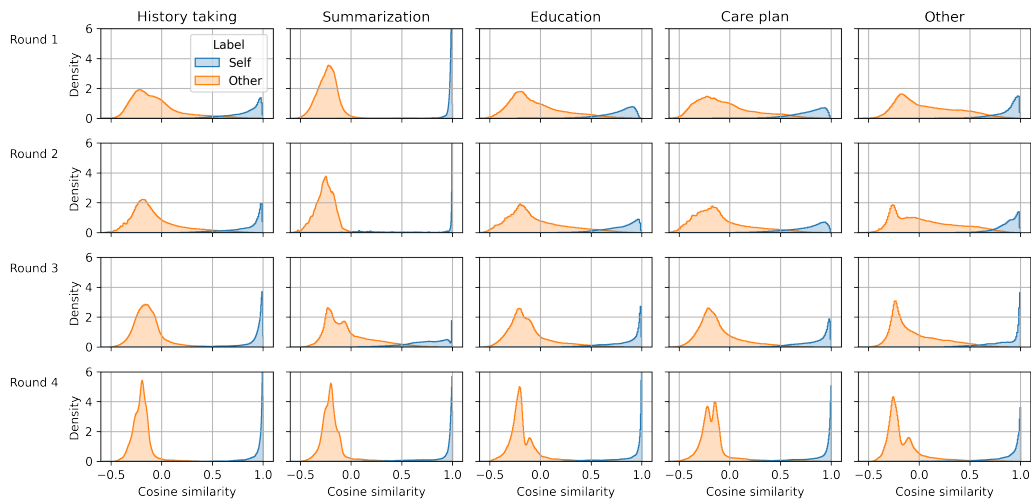 History taking
Summarization
Education
Care plan
Other
Round 1
Density
6
4
2
0
Label
Self
Other
Round 2
Density
6
4
2
0
Round 3
Density
6
4
2
0
Round 4
Density
6
4
2
0
−0.5 0.0 0.5 1.0
−0.5 0.0 0.5 1.0
−0.5 0.0 0.5 1.0
−0.5 0.0 0.5 1.0
−0.5 0.0 0.5 1.0
Cosine similarity
Cosine similarity
Cosine similarity
Cosine similarity
Cosine similarity